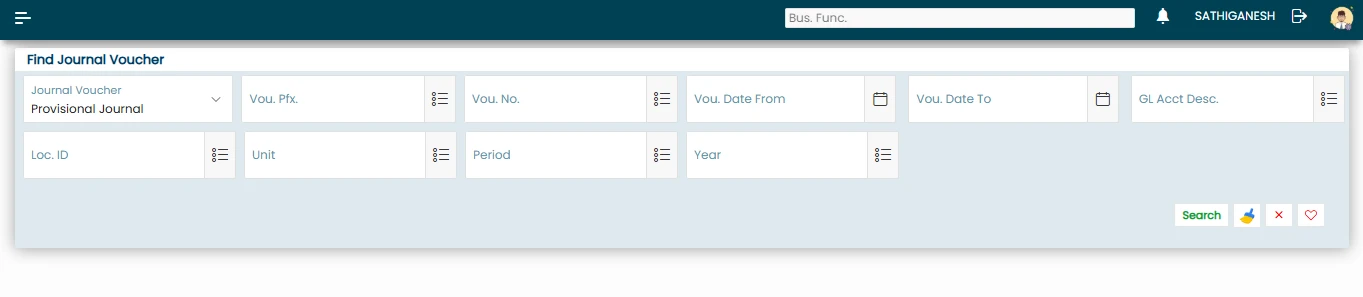 Bus. Func.
SATHIGANESH
Find Journal Voucher
Journal Voucher
Provisional Journal
Vou. Pfx.
Vou. No.
Vou. Date From
Vou. Date To
GL Acct Desc.
Loc. ID
Unit
Period
Year
Search